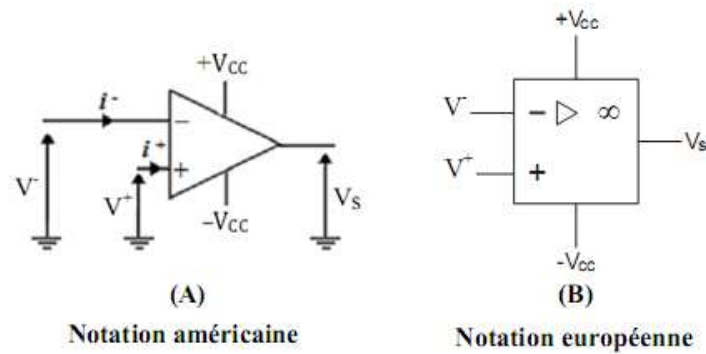 +Vcc
i⁻
−
i⁺
+
V⁻
V⁺
Vs
−Vcc
(A)
Notation américaine
+Vcc
V⁻
− ▷ ∞
Vs
V⁺
+
-Vcc
(B)
Notation européenne